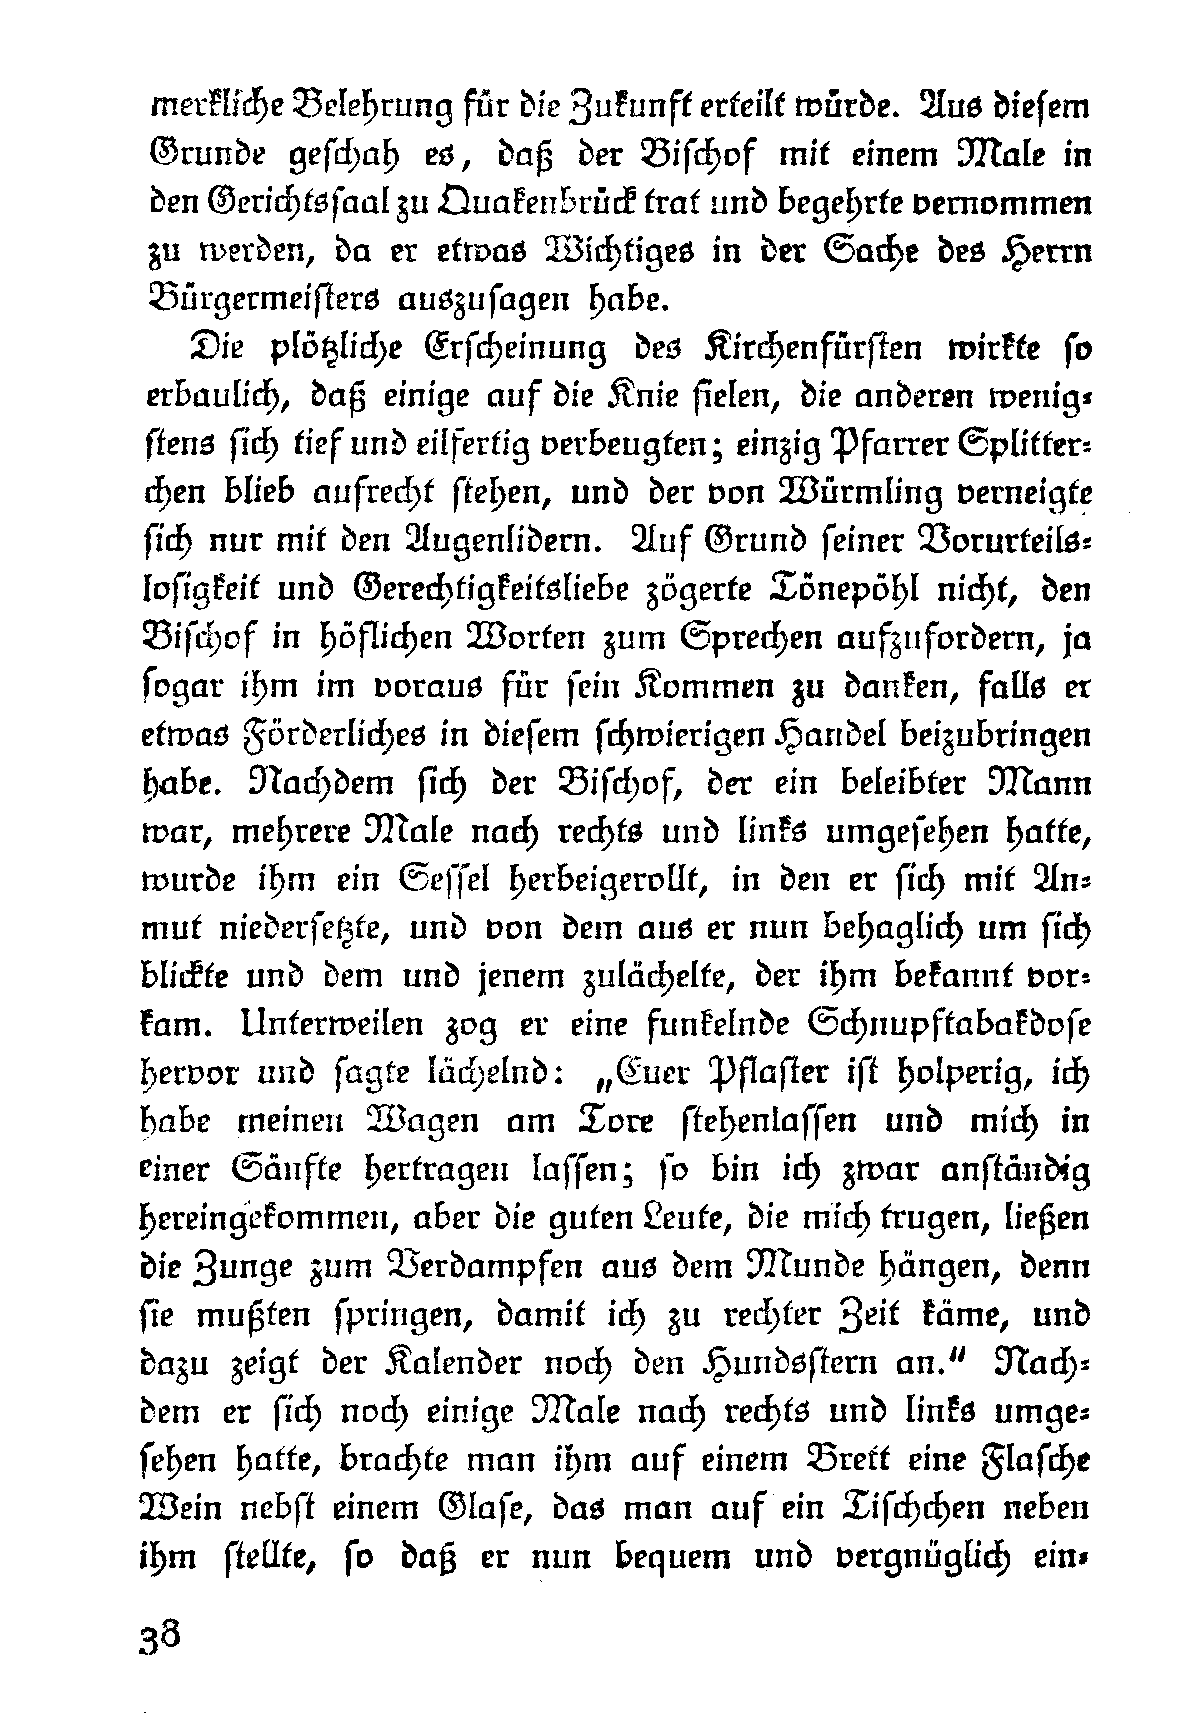 merkliche Belehrung für die Zukunft erteilt würde. Aus diesem
Grunde geschah es, daß der Bischof mit einem Male in
den Gerichtssaal zu Quakenbrück trat und begehrte vernommen
zu werden, da er etwas Wichtiges in der Sache des Herrn
Bürgermeisters auszusagen habe.
Die plötzliche Erscheinung des Kirchenfürsten wirkte so
erbaulich, daß einige auf die Knie fielen, die anderen wenig-
stens sich tief und eilfertig verbeugten; einzig Pfarrer Splitter-
chen blieb aufrecht stehen, und der von Würmling verneigte
sich nur mit den Augenlidern. Auf Grund seiner Vorurteils-
losigkeit und Gerechtigkeitsliebe zögerte Tönepöhl nicht, den
Bischof in höflichen Worten zum Sprechen aufzufordern, ja
sogar ihm im voraus für sein Kommen zu danken, falls er
etwas Förderliches in diesem schwierigen Handel beizubringen
habe. Nachdem sich der Bischof, der ein beleibter Mann
war, mehrere Male nach rechts und links umgesehen hatte,
wurde ihm ein Sessel herbeigerollt, in den er sich mit An-
mut niedersetzte, und von dem aus er nun behaglich um sich
blickte und dem und jenem zulächelte, der ihm bekannt vor-
kam. Unterweilen zog er eine funkelnde Schnupftabakdose
hervor und sagte lächelnd: „Euer Pflaster ist holperig, ich
habe meinen Wagen am Tore stehenlassen und mich in
einer Sänfte hertragen lassen; so bin ich zwar anständig
hereingekommen, aber die guten Leute, die mich trugen, ließen
die Zunge zum Verdampfen aus dem Munde hängen, denn
sie mußten springen, damit ich zu rechter Zeit käme, und
dazu zeigt der Kalender noch den Hundsstern an.“ Nach-
dem er sich noch einige Male nach rechts und links umge-
sehen hatte, brachte man ihm auf einem Brett eine Flasche
Wein nebst einem Glase, das man auf ein Tischchen neben
ihm stellte, so daß er nun bequem und vergnüglich ein-
38